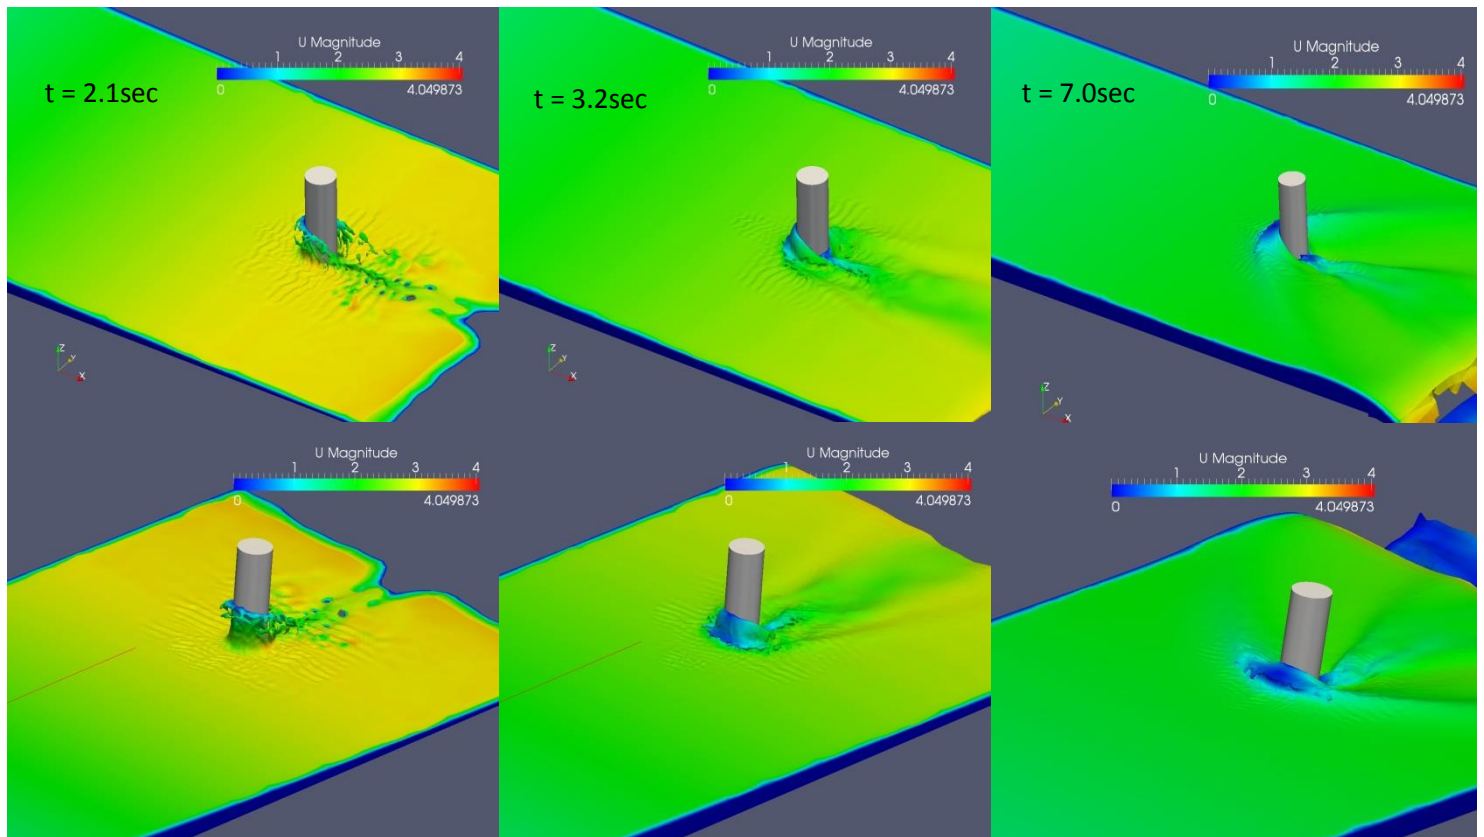 U Magnitude
1 2 3 4
0 4.049873
t = 2.1sec
Z
Y
X
U Magnitude
1 2 3 4
0 4.049873
t = 3.2sec
Z
Y
X
U Magnitude
1 2 3 4
0 4.049873
t = 7.0sec
Z
Y
X
U Magnitude
1 2 3 4
0 4.049873
U Magnitude
1 2 3 4
0 4.049873
U Magnitude
1 2 3 4
0 4.049873